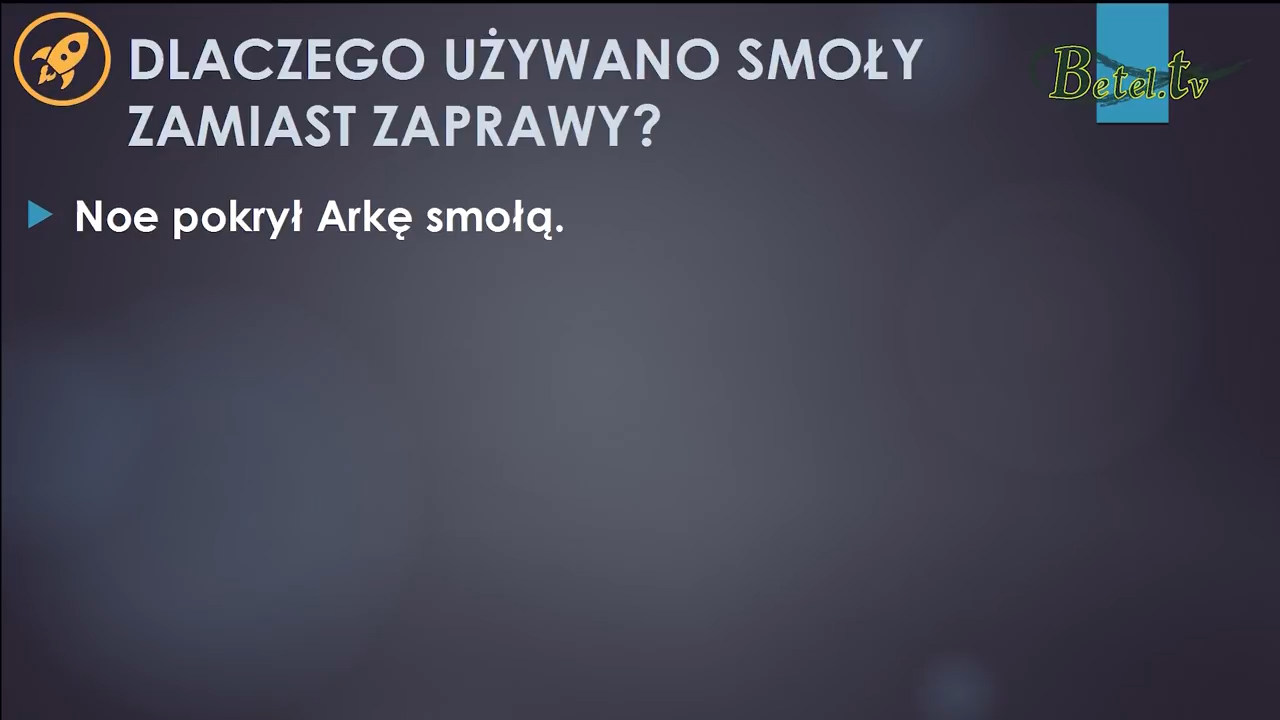 DLACZEGO UŻYWANO SMOŁY
ZAMIAST ZAPRAWY?
Betel.tv
Noe pokrył Arkę smołą.